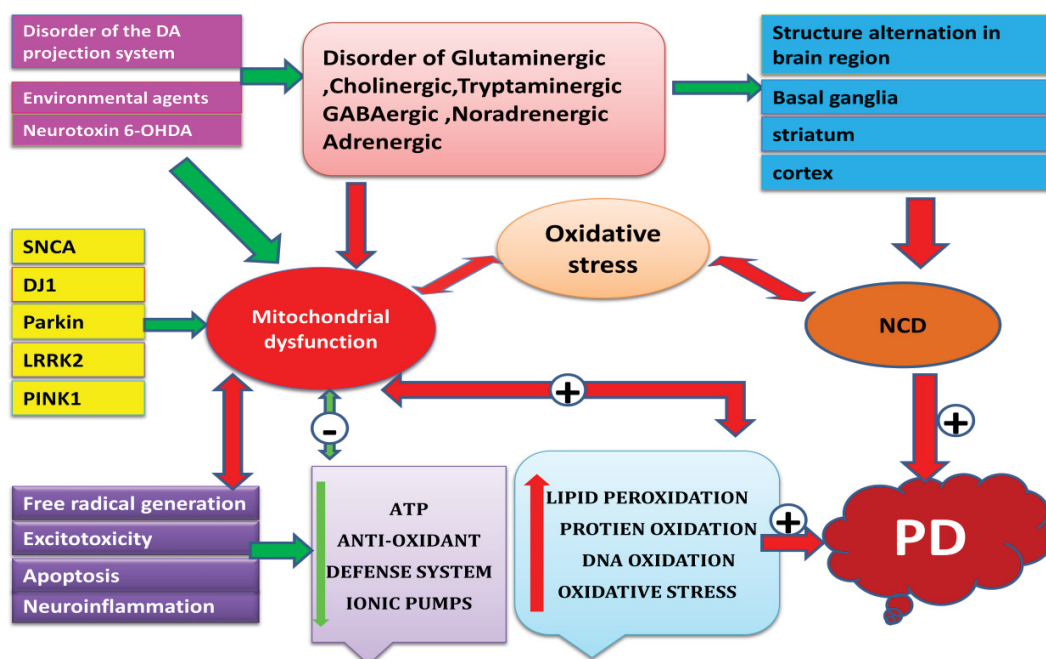 Disorder of the DA
projection system
Environmental agents
Neurotoxin 6-OHDA
Disorder of Glutaminergic
,Cholinergic,Tryptaminergic
GABAergic ,Noradrenergic
Adrenergic
Structure alternation in
brain region
Basal ganglia
striatum
cortex
SNCA
DJ1
Parkin
LRRK2
PINK1
Mitochondrial
dysfunction
Oxidative
stress
NCD
+
-
+
Free radical generation
Excitotoxicity
Apoptosis
Neuroinflammation
ATP
ANTI-OXIDANT
DEFENSE SYSTEM
IONIC PUMPS
LIPID PEROXIDATION
PROTIEN OXIDATION
DNA OXIDATION
OXIDATIVE STRESS
+
PD